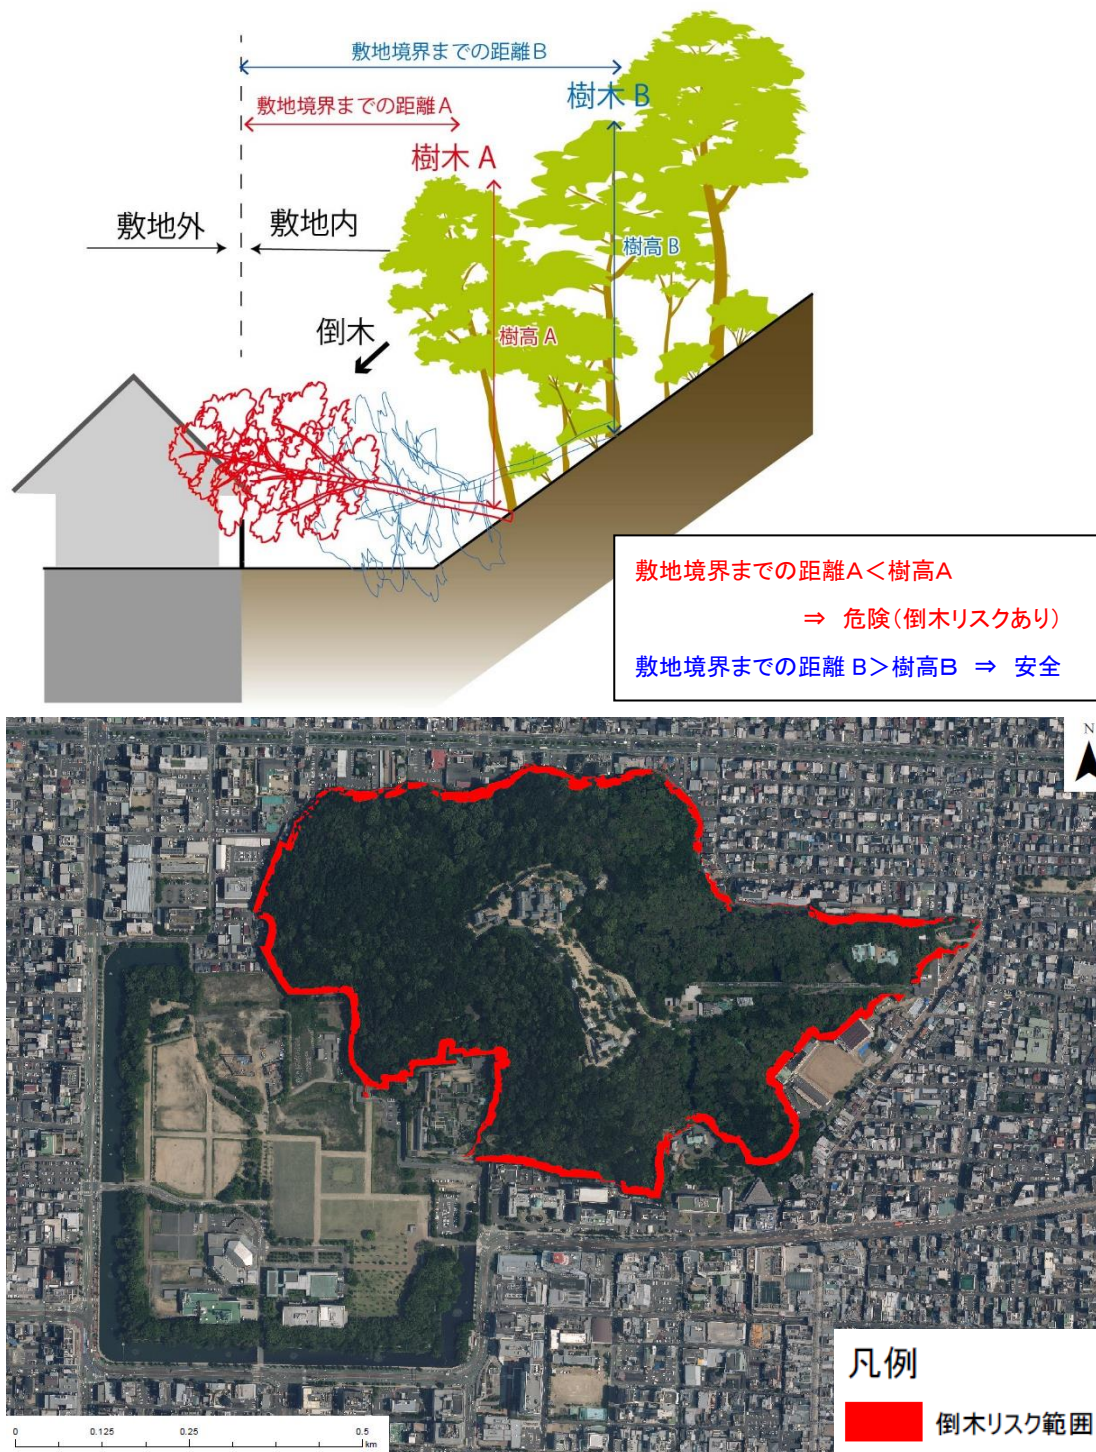 敷地境界までの距離B
樹木 B
敷地境界までの距離A
樹木 A
敷地外
敷地内
樹高 B
倒木
樹高 A
敷地境界までの距離A<樹高A
⇒ 危険(倒木リスクあり)
敷地境界までの距離 B>樹高B ⇒ 安全
N
凡例
倒木リスク範囲
0 0.125 0.25 0.5
km